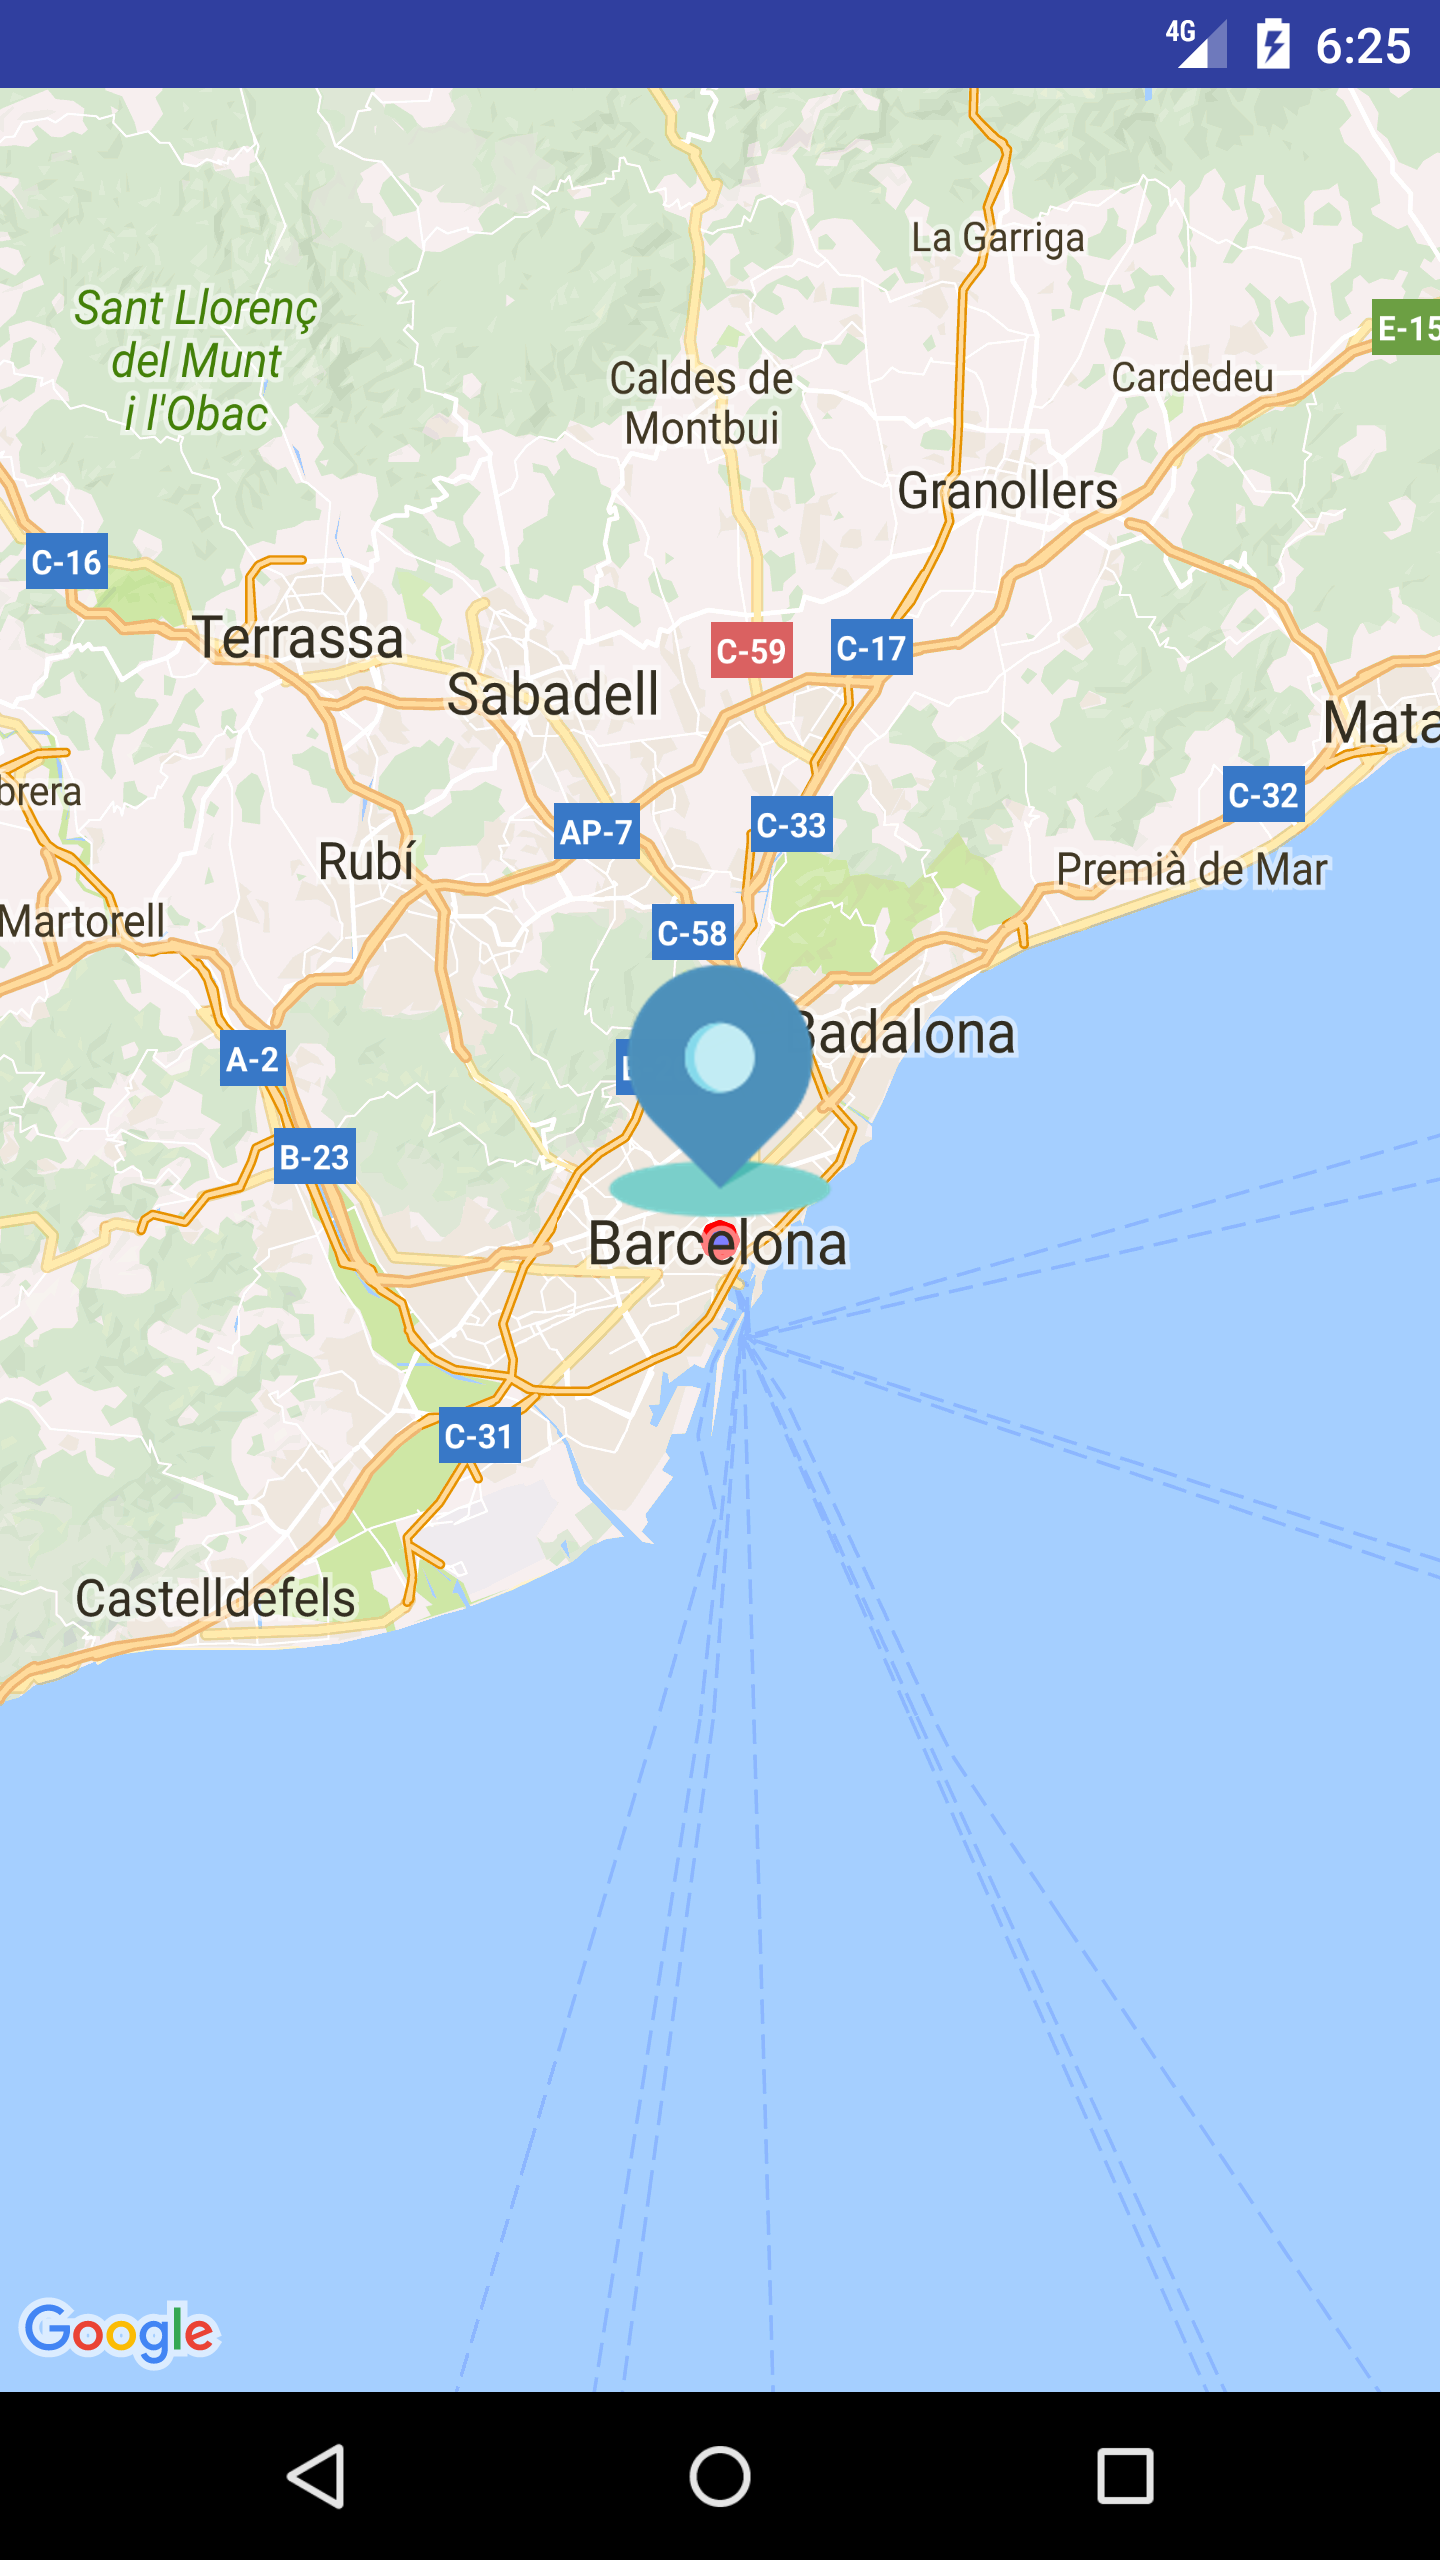 4G 6:25
La Garriga
Sant Llorenç
del Munt
i l'Obac
E-15
Caldes de
Montbui
Cardedeu
Granollers
C-16
Terrassa
C-59
C-17
Sabadell
Mata
brera
C-32
AP-7
C-33
Rubí
Premià de Mar
Martorell
C-58
Badalona
A-2
B-23
Barcelona
C-31
Castelldefels
Google